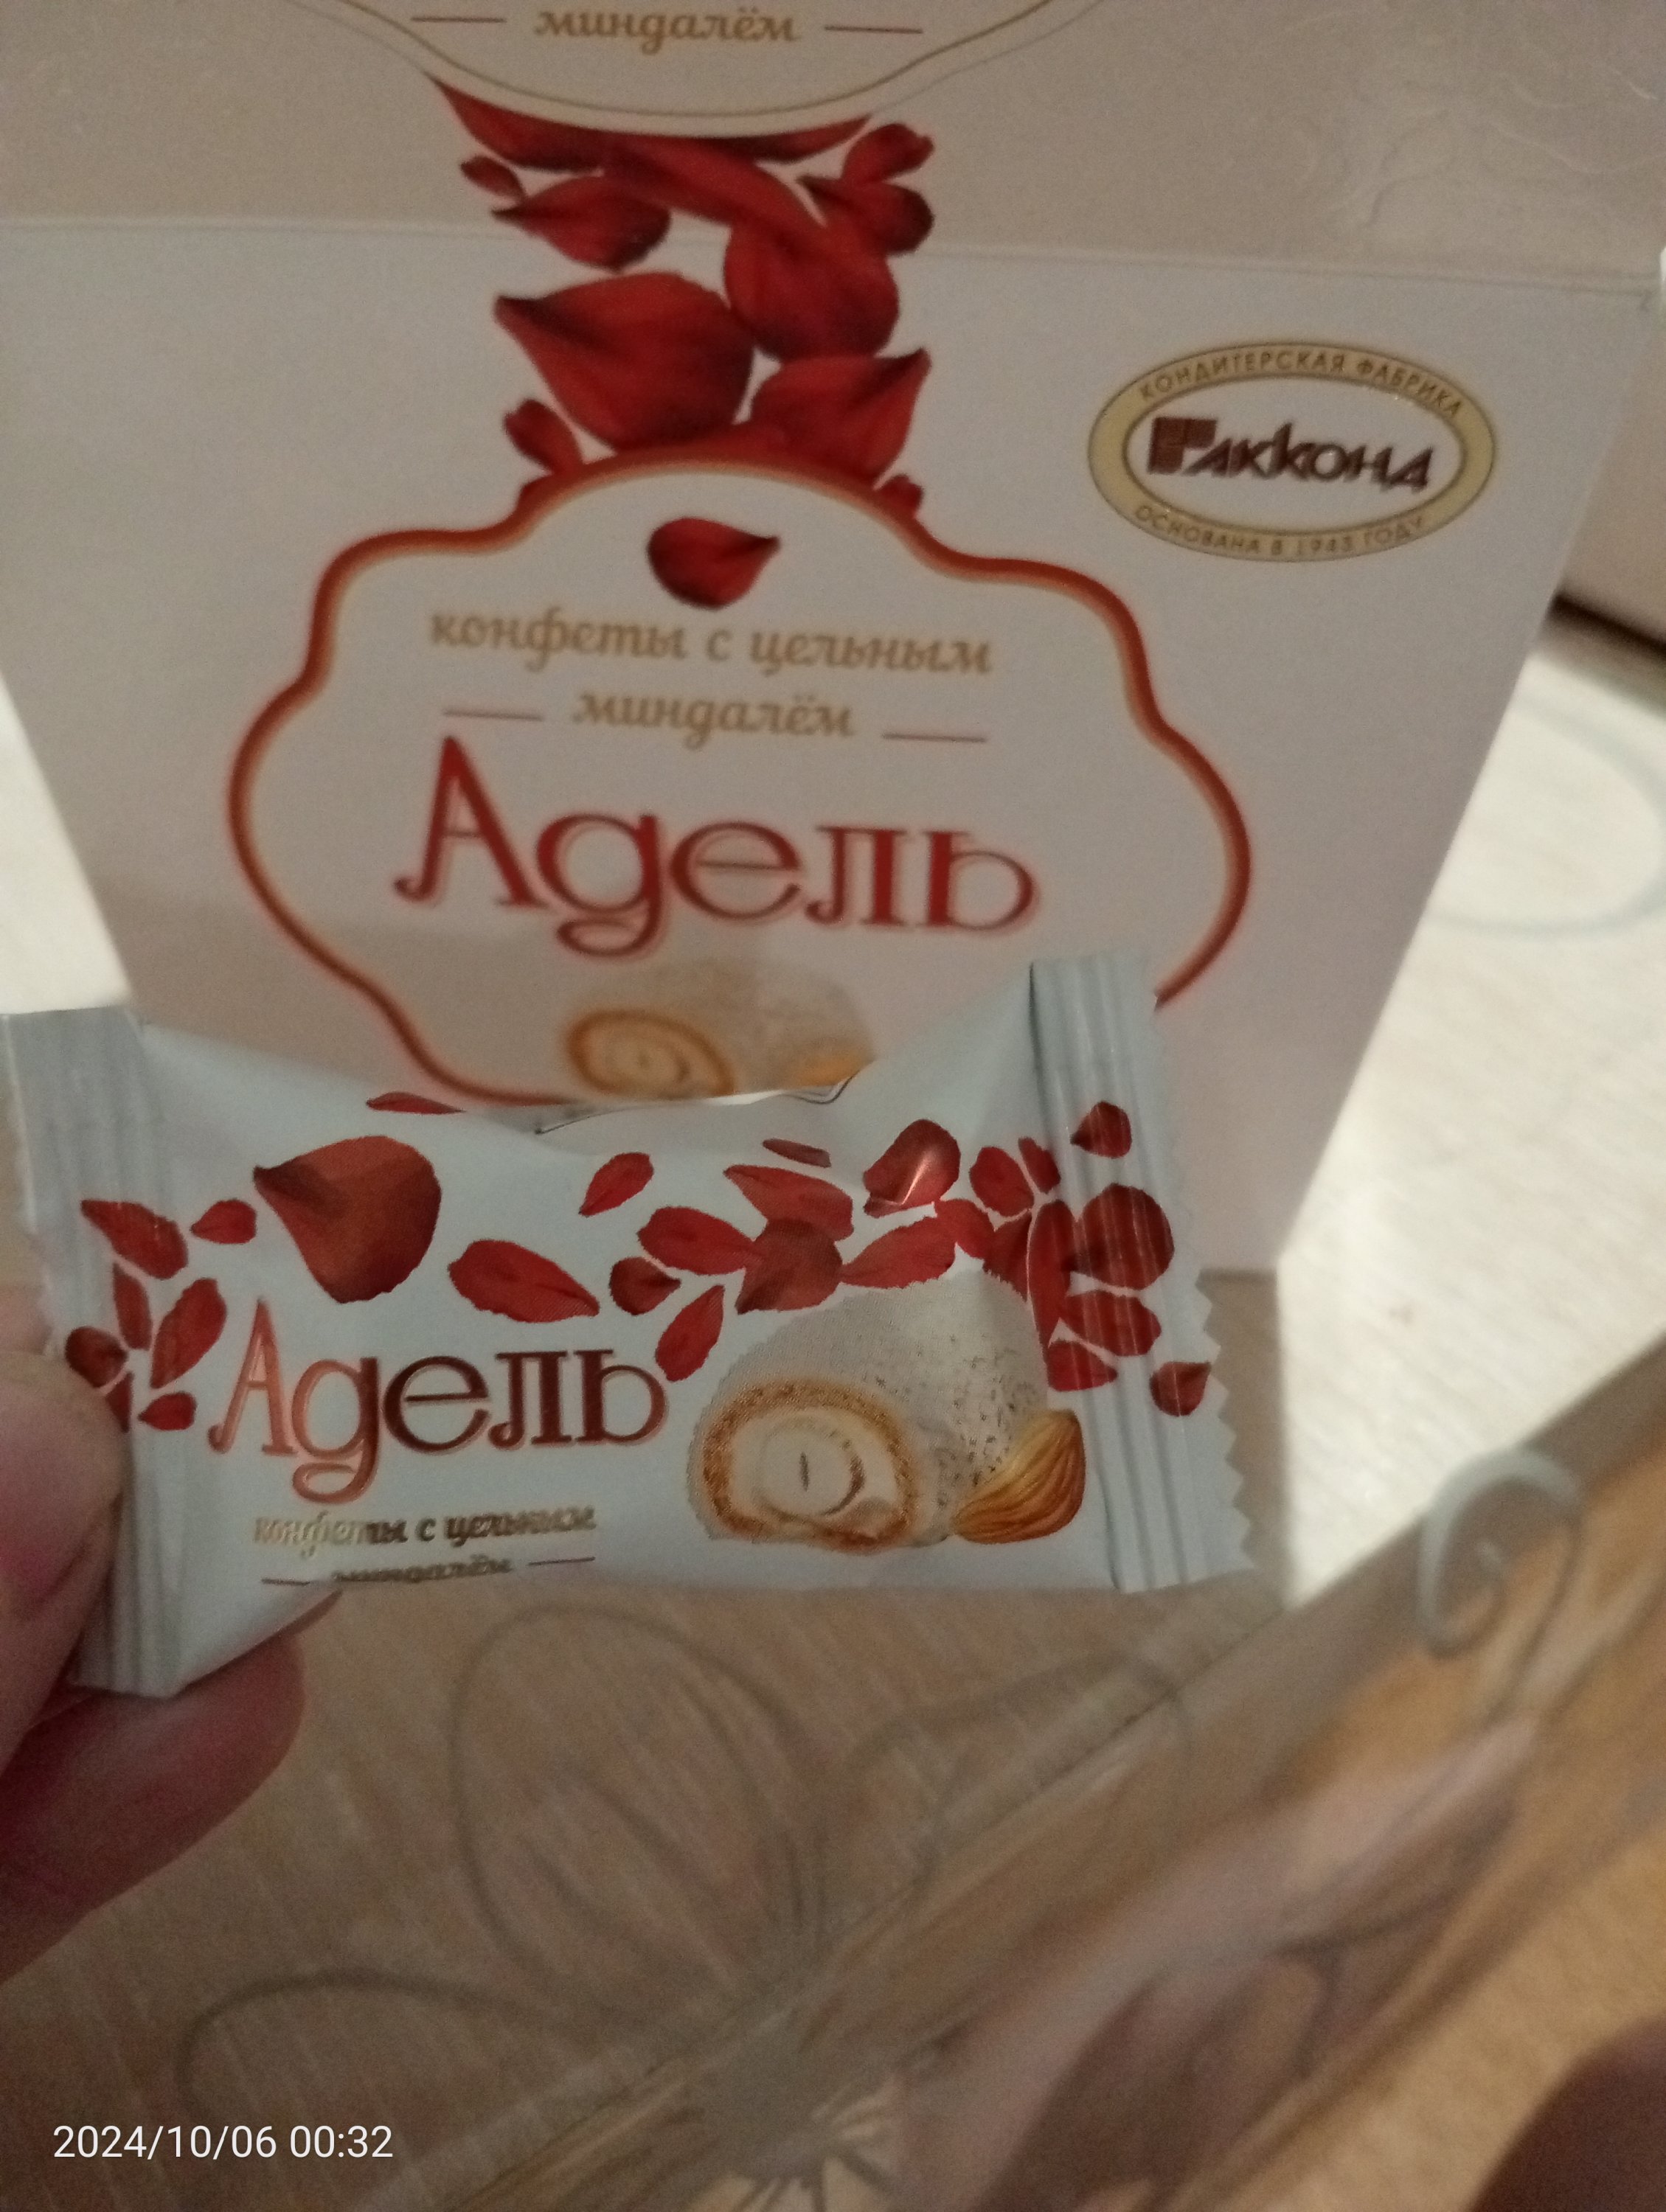 миндалём
КОНДИТЕРСКАЯ ФАБРИКА
АККОНД
ОСНОВАНА В 1943 ГОДУ
конфеты с цельным
миндалём
Адель
Адель
конфеты с цельным
миндалём
2024/10/06 00:32